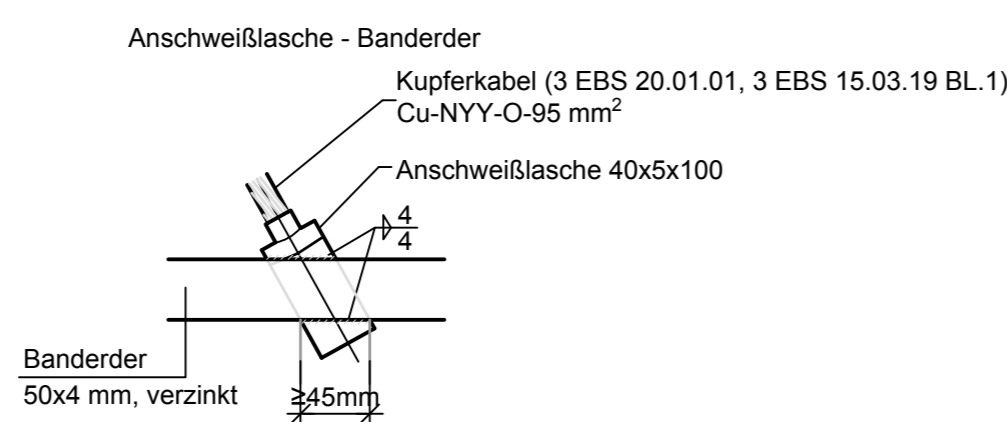 Anschweißlasche - Banderder
Kupferkabel (3 EBS 20.01.01, 3 EBS 15.03.19 BL.1)
Cu-NYY-O-95 mm²
Anschweißlasche 40x5x100
4
4
Banderder
50x4 mm, verzinkt
≥45mm